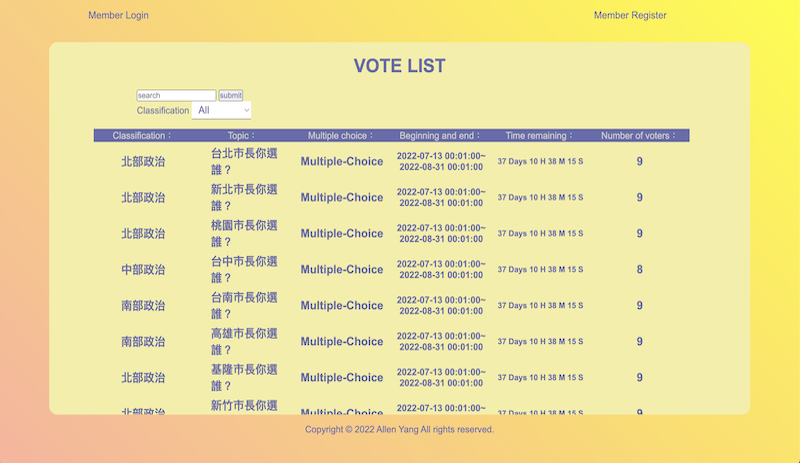 Member Login Member Register
VOTE LIST
search submit
Classification All
Classification： Topic： Multiple choice： Beginning and end： Time remaining： Number of voters：
北部政治 台北市長你選誰？ Multiple-Choice 2022-07-13 00:01:00~ 2022-08-31 00:01:00 37 Days 10 H 38 M 15 S 9
北部政治 新北市長你選誰？ Multiple-Choice 2022-07-13 00:01:00~ 2022-08-31 00:01:00 37 Days 10 H 38 M 15 S 9
北部政治 桃園市長你選誰？ Multiple-Choice 2022-07-13 00:01:00~ 2022-08-31 00:01:00 37 Days 10 H 38 M 15 S 9
中部政治 台中市長你選誰？ Multiple-Choice 2022-07-13 00:01:00~ 2022-08-31 00:01:00 37 Days 10 H 38 M 15 S 8
南部政治 台南市長你選誰？ Multiple-Choice 2022-07-13 00:01:00~ 2022-08-31 00:01:00 37 Days 10 H 38 M 15 S 9
南部政治 高雄市長你選誰？ Multiple-Choice 2022-07-13 00:01:00~ 2022-08-31 00:01:00 37 Days 10 H 38 M 15 S 9
北部政治 基隆市長你選誰？ Multiple-Choice 2022-07-13 00:01:00~ 2022-08-31 00:01:00 37 Days 10 H 38 M 15 S 9
北部政治 新竹市長你選 Multiple-Choice 2022-07-13 00:01:00~ 37 Days 10 H 38 M 15 S 9
Copyright © 2022 Allen Yang All rights reserved.